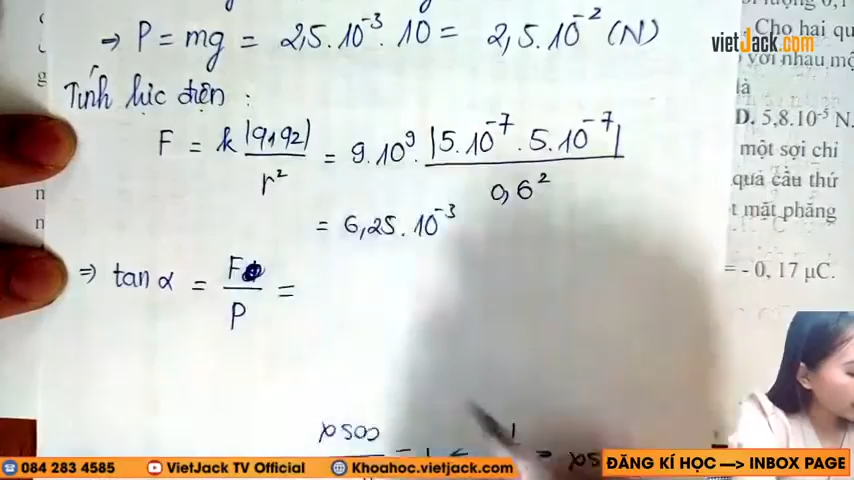 → P = mg = 2,5.10⁻³.10 = 2,5.10⁻² (N)
Tính lực điện :
F = k |q₁q₂| / r² = 9.10⁹. |5.10⁻⁷.5.10⁻⁷| / 0,6²
= 6,25.10⁻³
⇒ tan α = F / P =
cosα
vietJack.com
Cho hai qu
với nhau mộ
là
D. 5,8.10⁻⁵ N.
một sợi chỉ
quả cầu thứ
t mặt phẳng
= - 0, 17 μC.
084 283 4585
VietJack TV Official
Khoahoc.vietjack.com
ĐĂNG KÍ HỌC —> INBOX PAGE